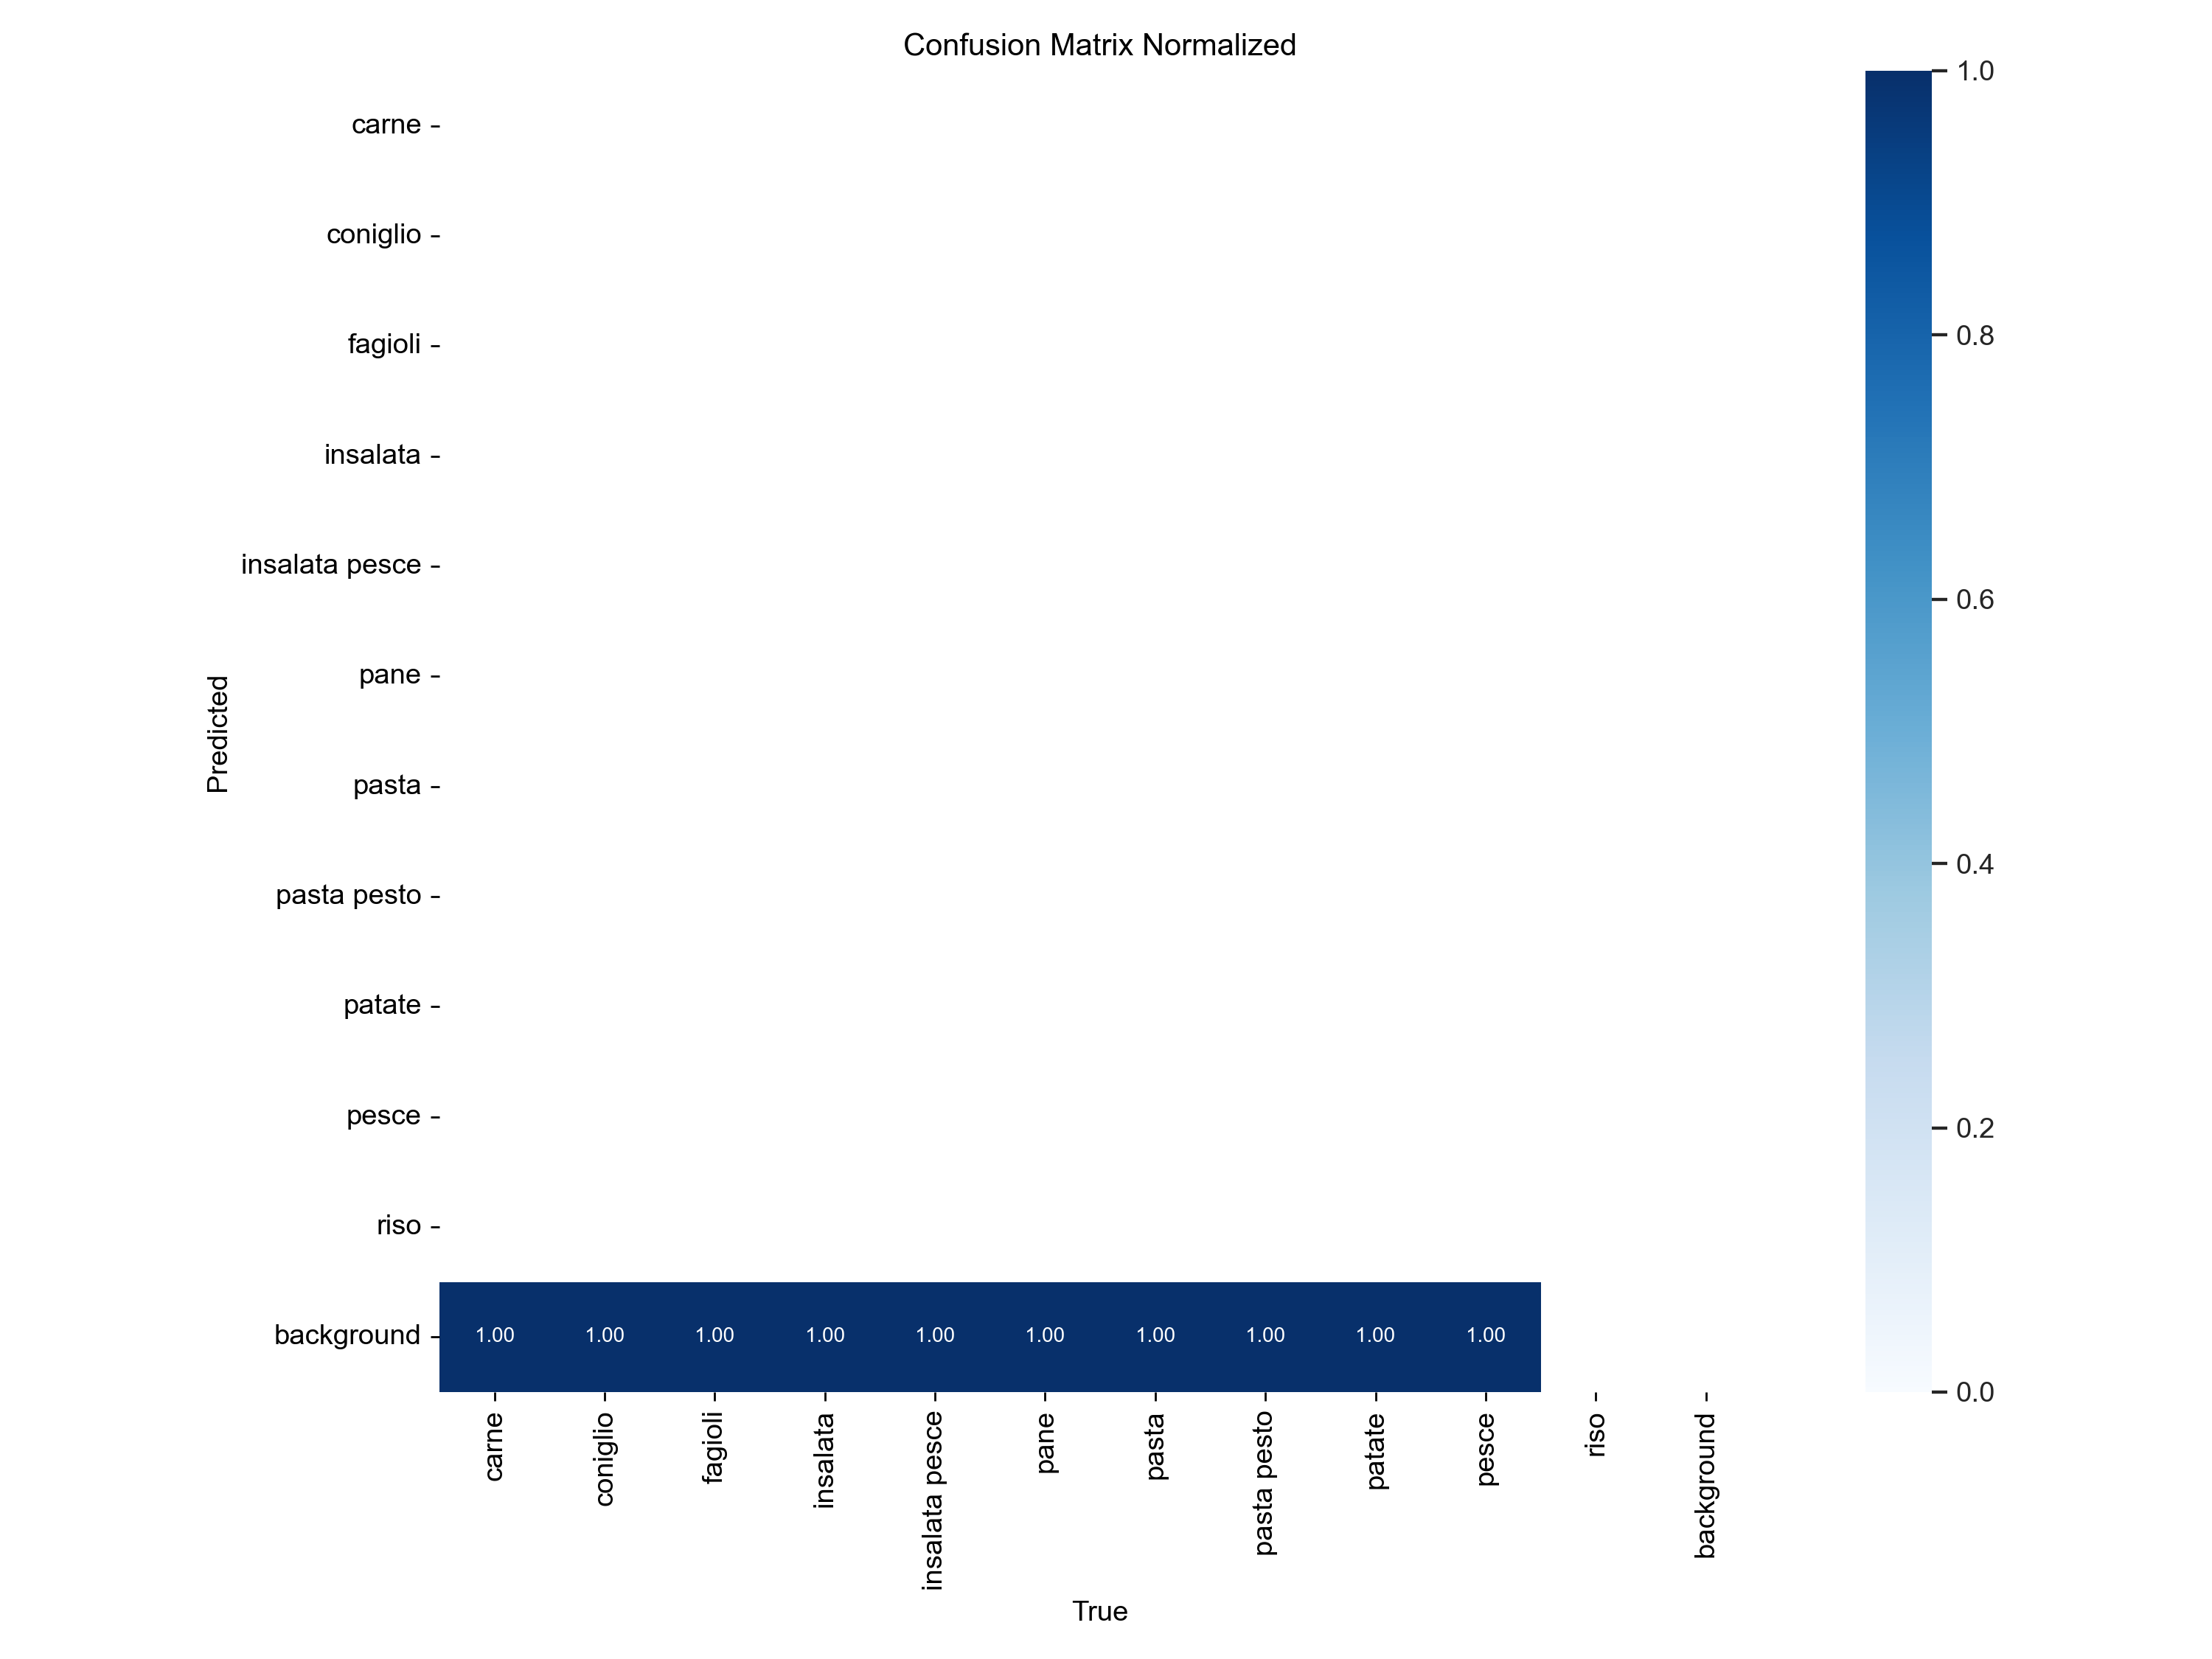 Confusion Matrix Normalized
carne
coniglio
fagioli
insalata
insalata pesce
pane
pasta
pasta pesto
patate
pesce
riso
background
Predicted
1.00 1.00 1.00 1.00 1.00 1.00 1.00 1.00 1.00 1.00
carne
coniglio
fagioli
insalata
insalata pesce
pane
pasta
pasta pesto
patate
pesce
riso
background
True
1.0
0.8
0.6
0.4
0.2
0.0